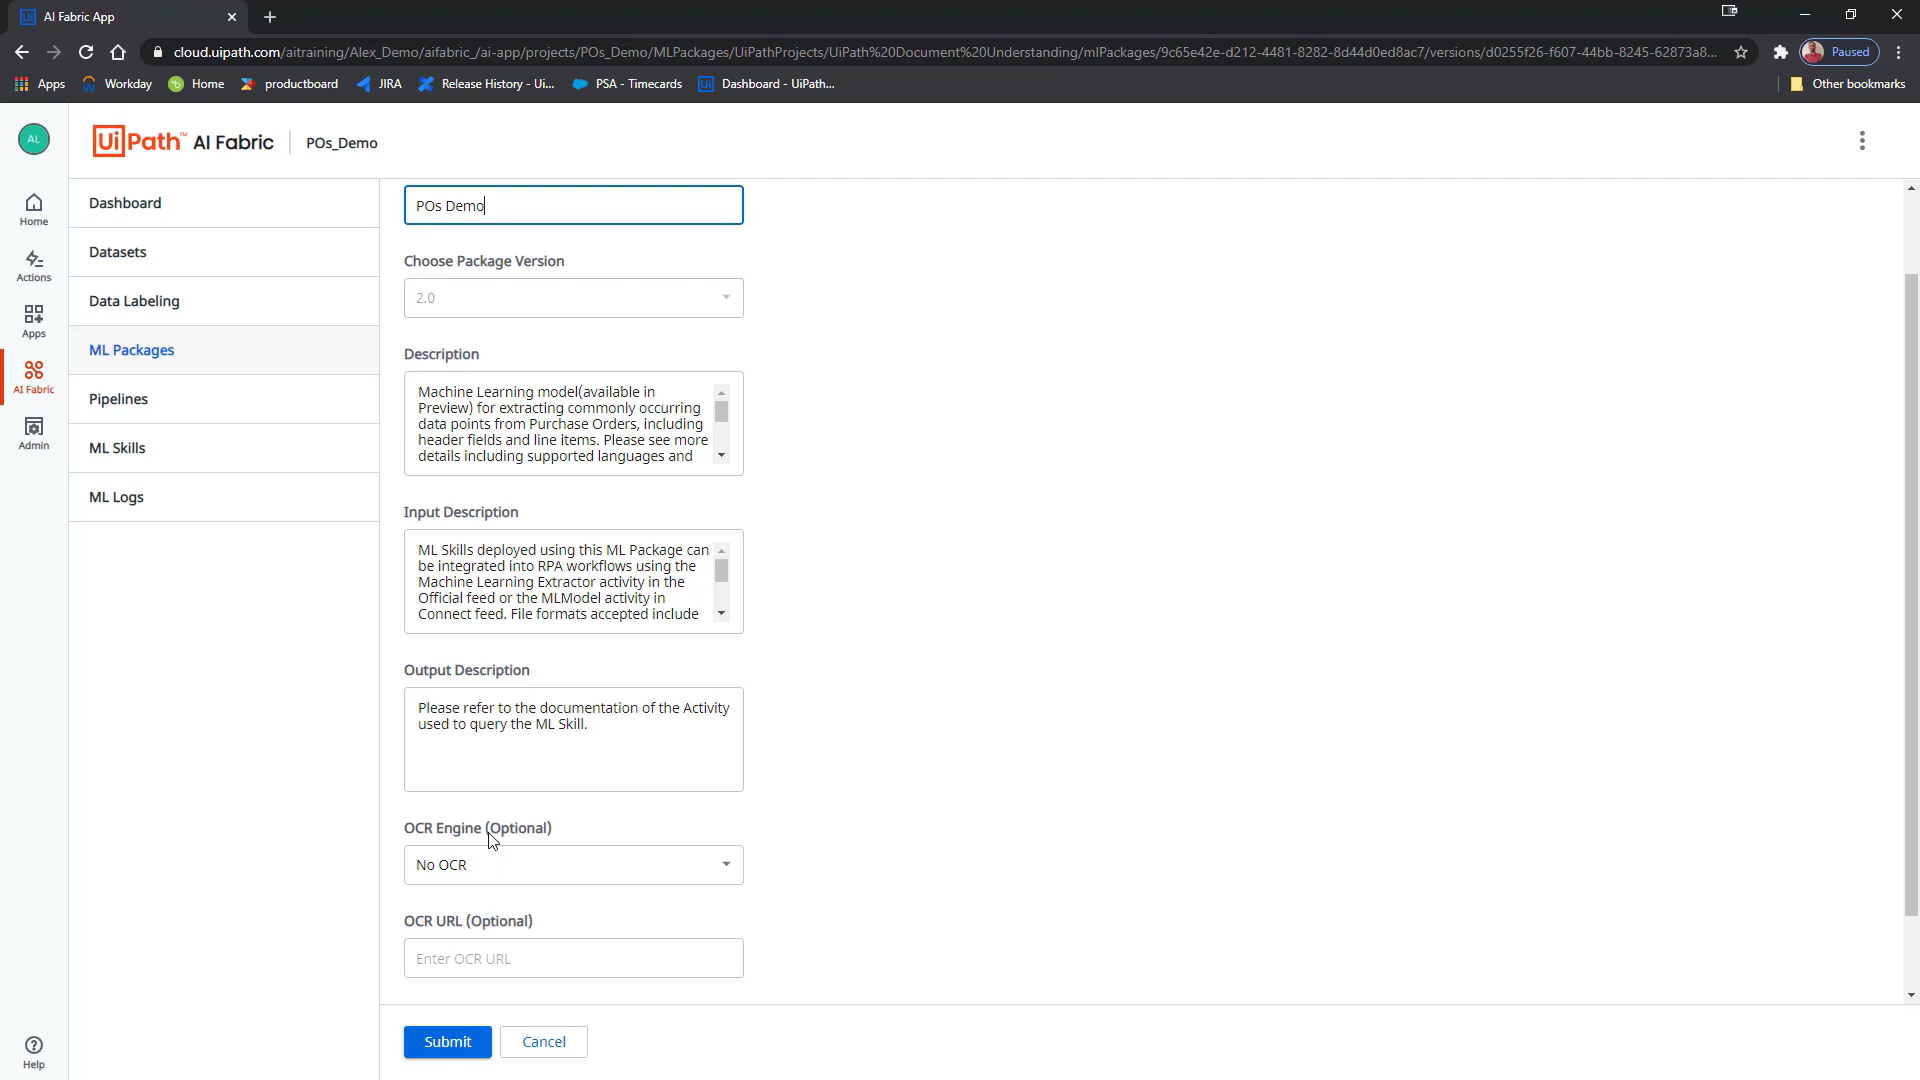 AI Fabric App
cloud.uipath.com/aitraining/Alex_Demo/aifabric_/ai-app/projects/POs_Demo/MLPackages/UiPathProjects/UiPath%20Document%20Understanding/mlPackages/9c65e42e-d212-4481-8282-8d44d0ed8ac7/versions/d0255f26-f607-44bb-8245-62873a8...
Paused
Apps
Workday
Home
productboard
JIRA
Release History - Ui...
PSA - Timecards
Dashboard - UiPath...
Other bookmarks
AL
UiPath™ AI Fabric
POs_Demo
Home
Actions
Apps
AI Fabric
Admin
Help
Dashboard
Datasets
Data Labeling
ML Packages
Pipelines
ML Skills
ML Logs
POs Demo
Choose Package Version
2.0
Description
Machine Learning model(available in
Preview) for extracting commonly occurring
data points from Purchase Orders, including
header fields and line items. Please see more
details including supported languages and
Input Description
ML Skills deployed using this ML Package can
be integrated into RPA workflows using the
Machine Learning Extractor activity in the
Official feed or the MLModel activity in
Connect feed. File formats accepted include
Output Description
Please refer to the documentation of the Activity
used to query the ML Skill.
OCR Engine (Optional)
No OCR
OCR URL (Optional)
Enter OCR URL
Submit
Cancel